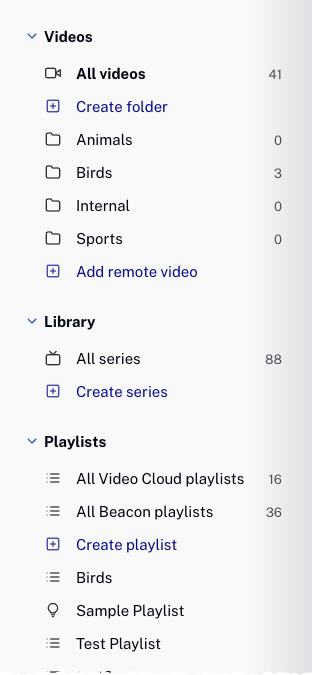 Videos
All videos 41
Create folder
Animals 0
Birds 3
Internal 0
Sports 0
Add remote video
Library
All series 88
Create series
Playlists
All Video Cloud playlists 16
All Beacon playlists 36
Create playlist
Birds
Sample Playlist
Test Playlist